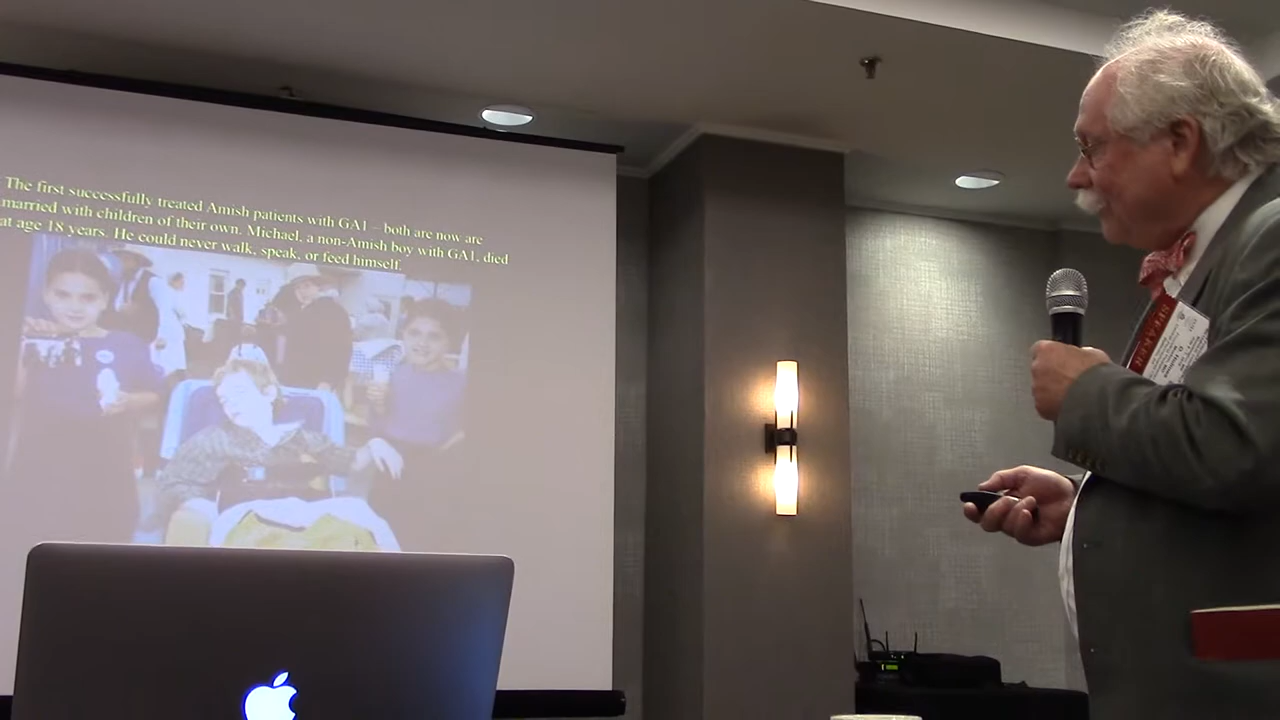 The first successfully treated Amish patients with GA1 – both are now are
married with children of their own. Michael, a non-Amish boy with GA1, died
at age 18 years. He could never walk, speak, or feed himself.
SPEAKER